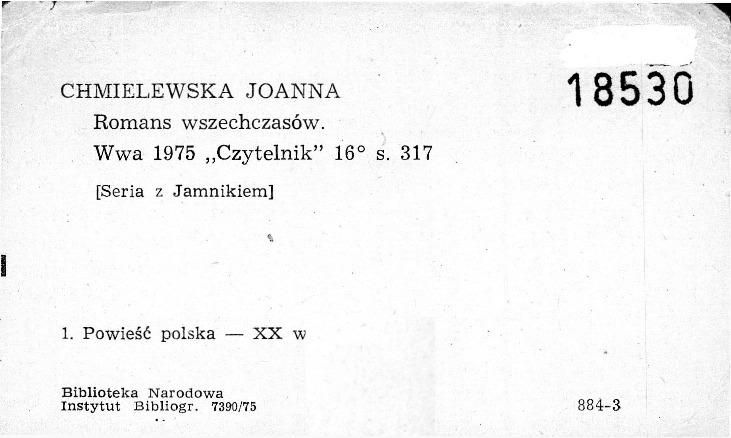 18530
CHMIELEWSKA JOANNA
Romans wszechczasów.
Wwa 1975 „Czytelnik” 16° s. 317
[Seria z Jamnikiem]
1. Powieść polska — XX w
Biblioteka Narodowa
Instytut Bibliogr. 7390/75
884-3